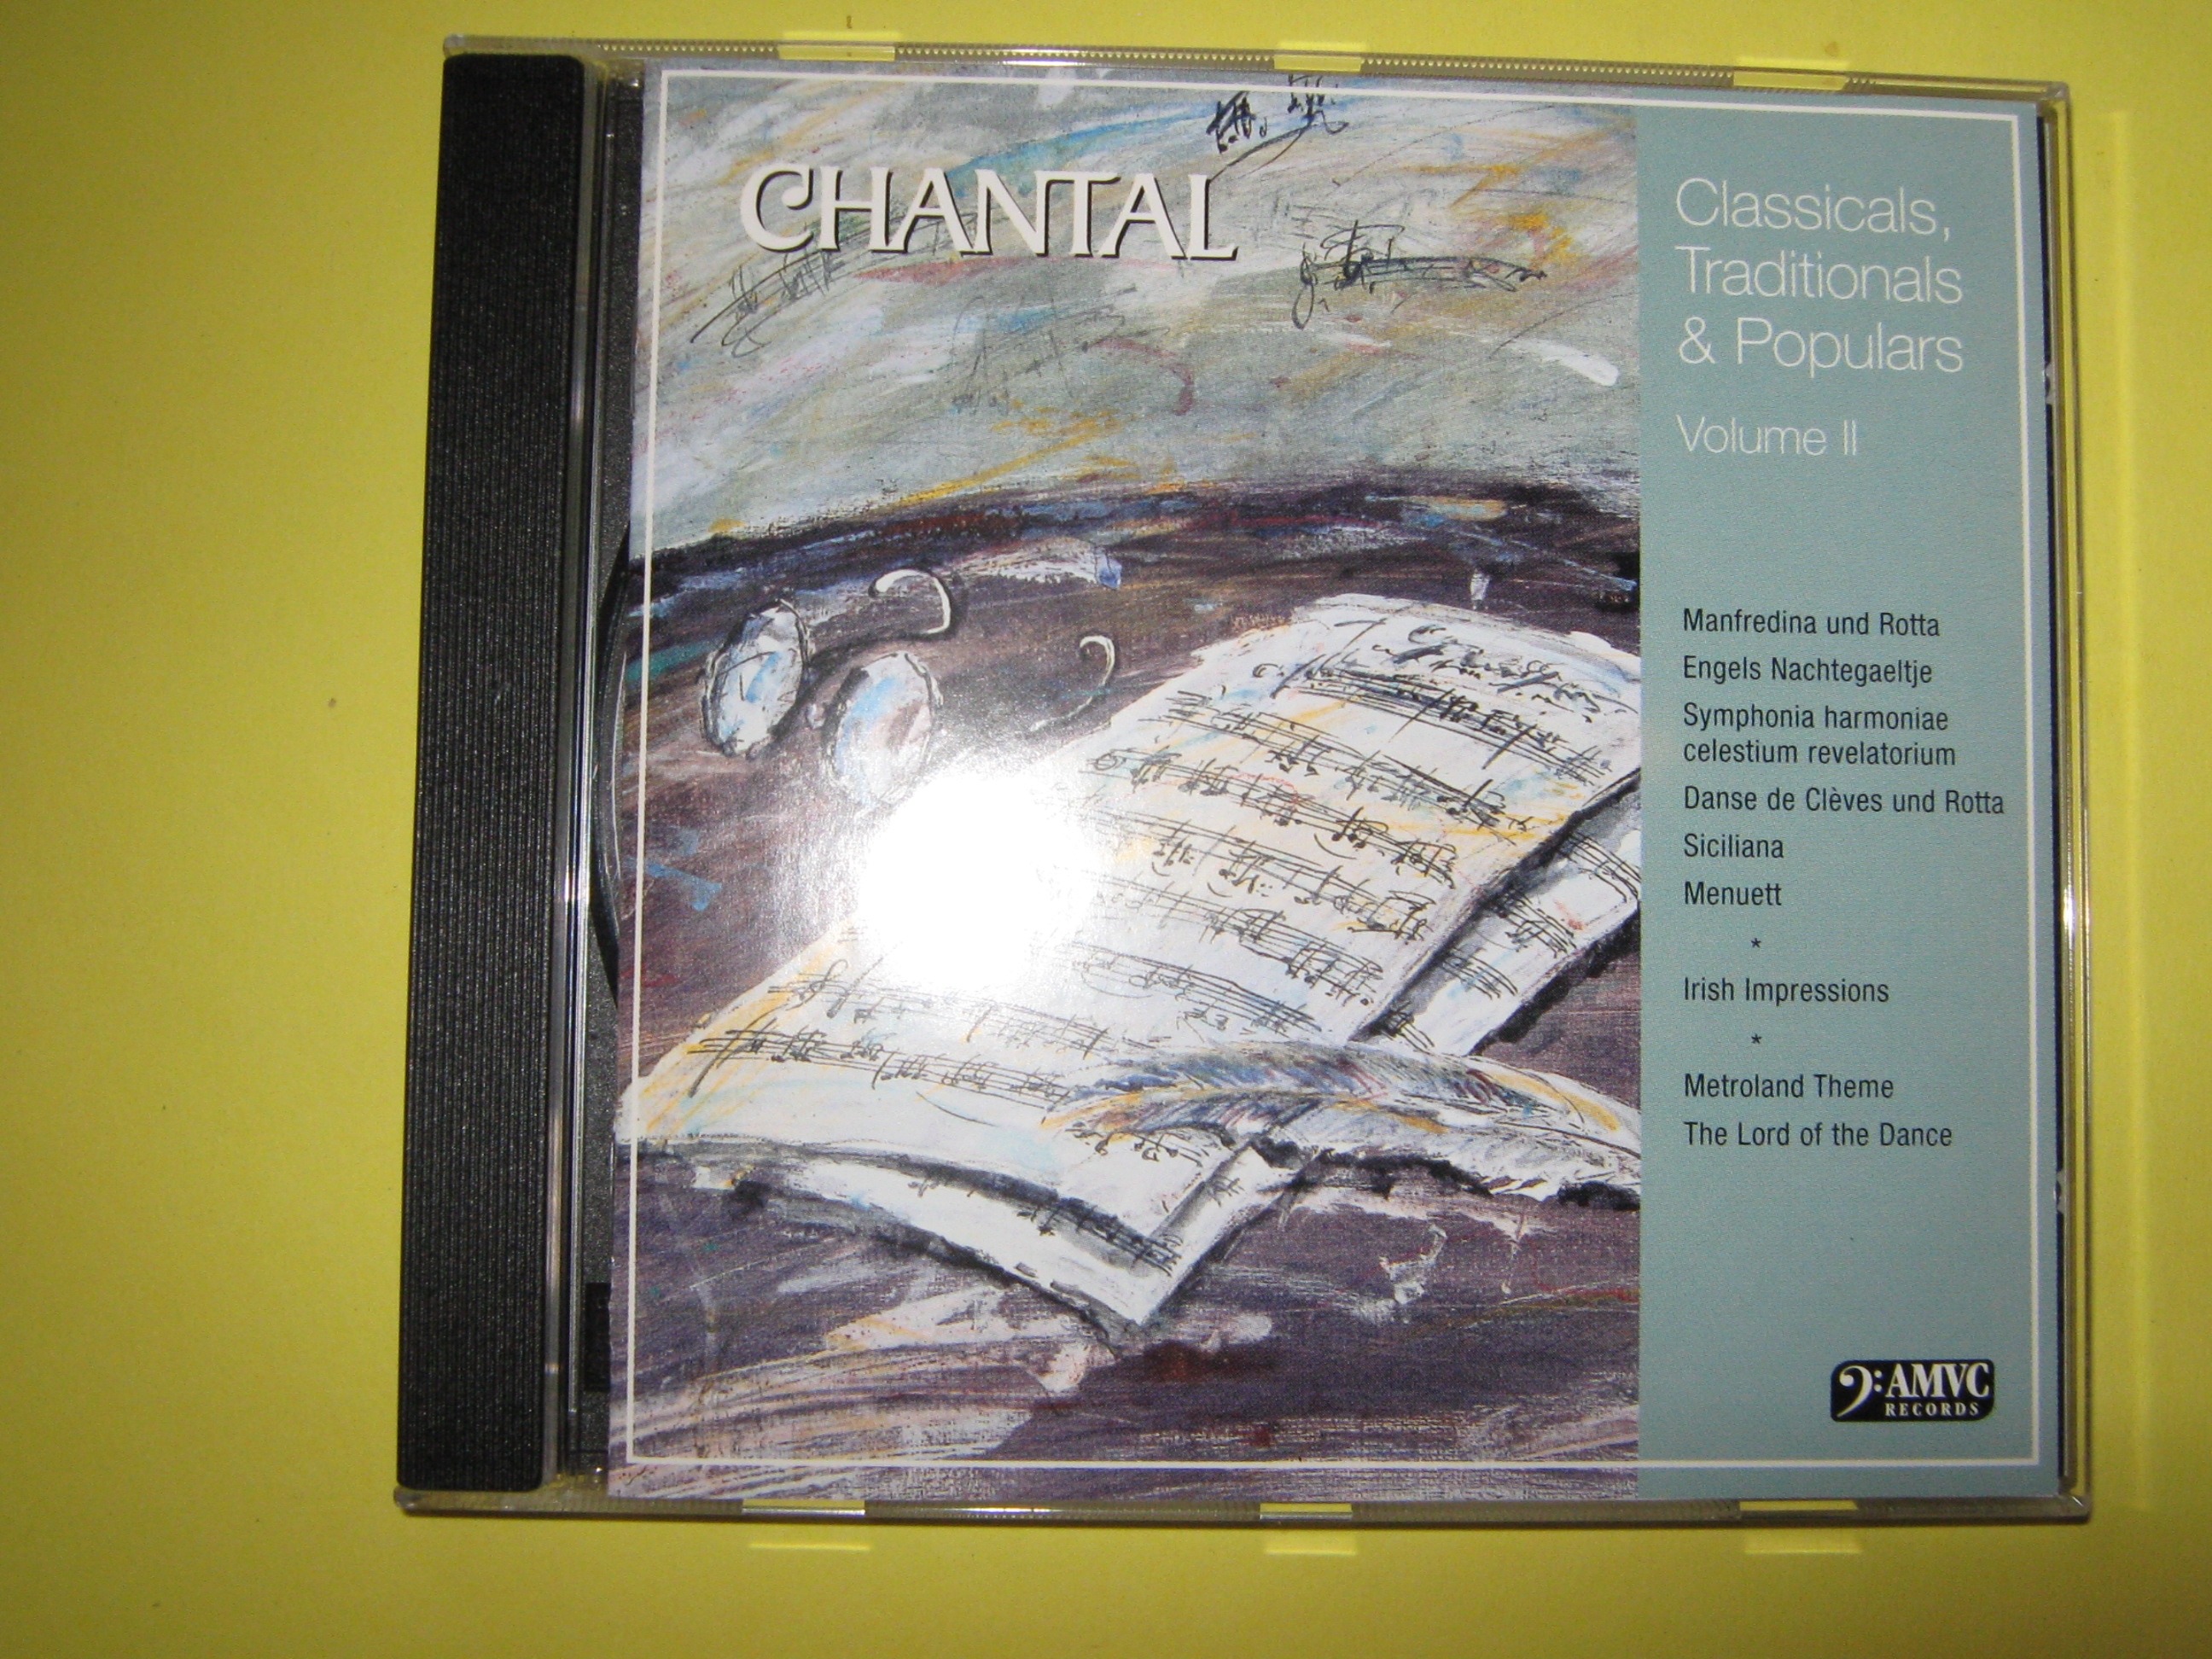 CHANTAL
Classicals,
Traditionals
& Populars
Volume II
Manfredina und Rotta
Engels Nachtegaeltje
Symphonia harmoniae
celestium revelatorium
Danse de Clèves und Rotta
Siciliana
Menuett
*
Irish Impressions
*
Metroland Theme
The Lord of the Dance
AMVC
RECORDS